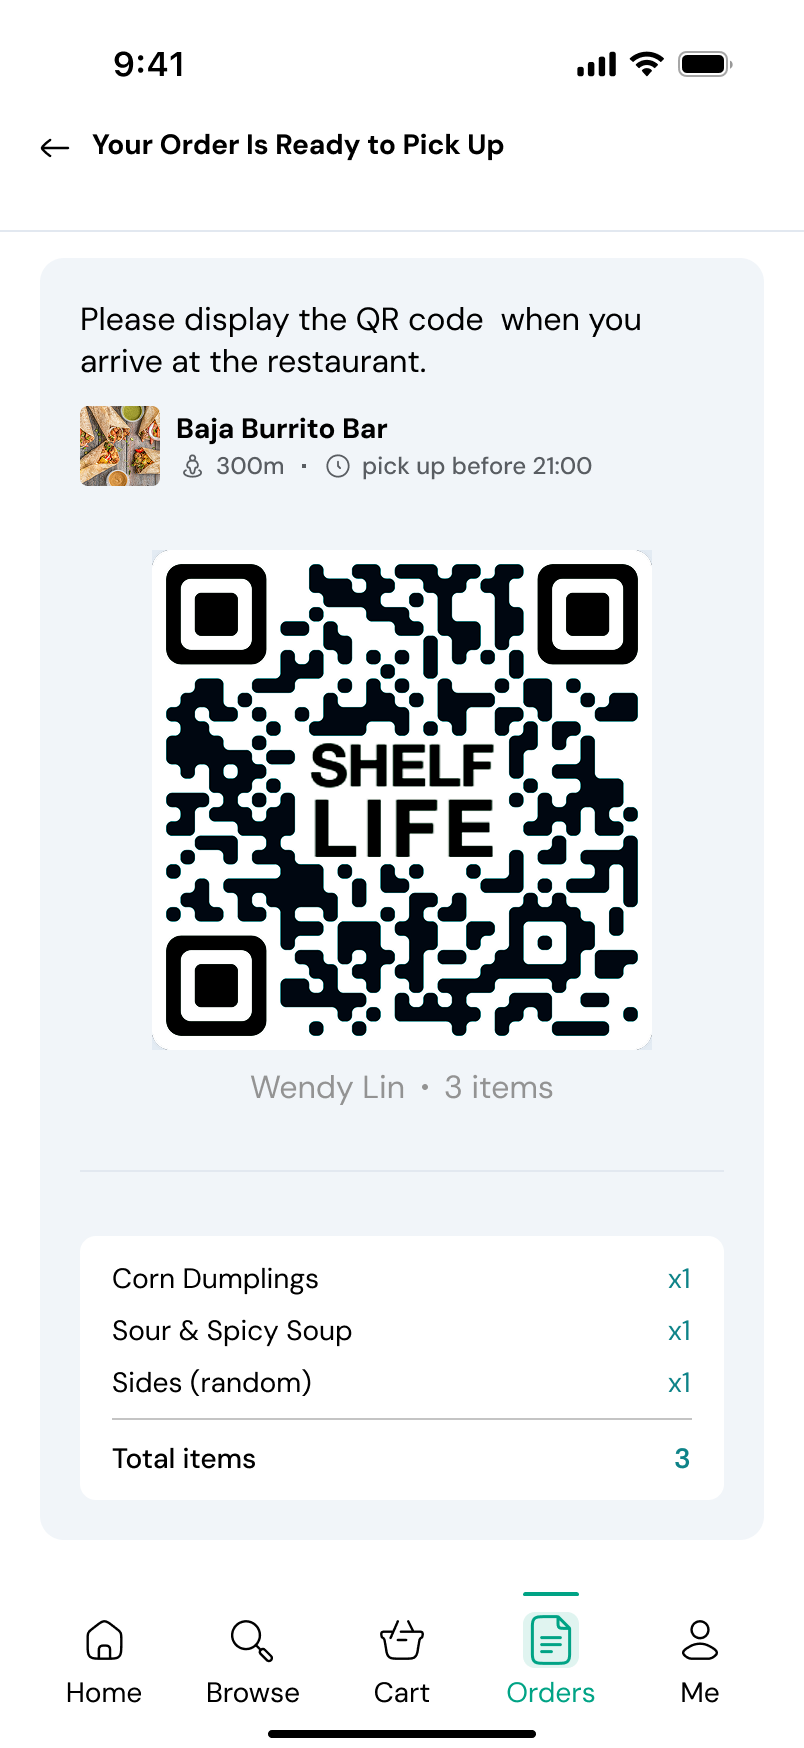 9:41
Your Order Is Ready to Pick Up
Please display the QR code  when you
arrive at the restaurant.
Baja Burrito Bar
300m · pick up before 21:00
SHELF
LIFE
Wendy Lin • 3 items
Corn Dumplings x1
Sour & Spicy Soup x1
Sides (random) x1
Total items 3
Home Browse Cart Orders Me